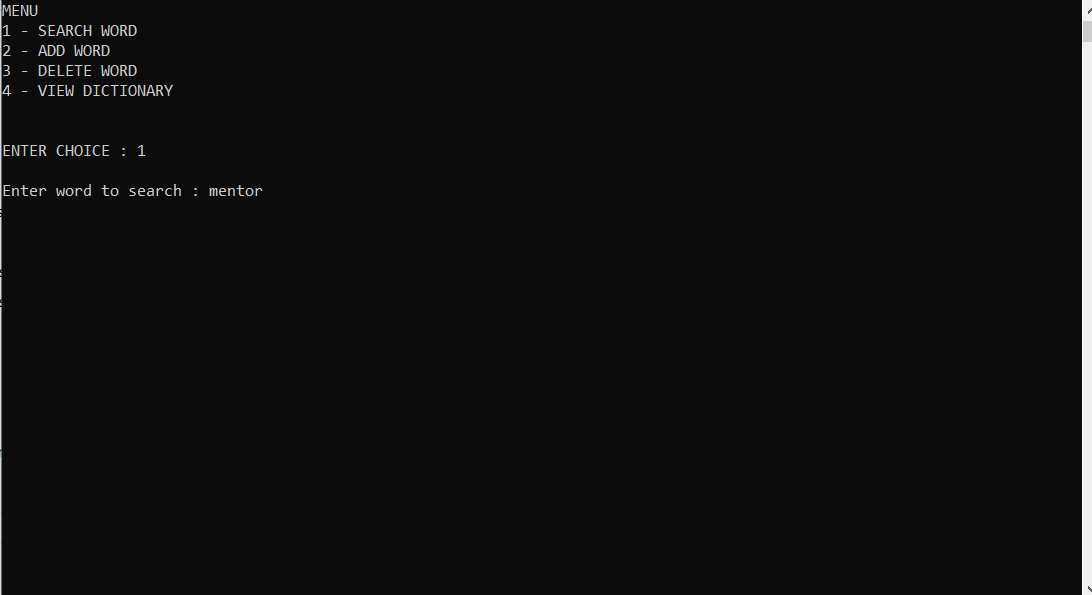 MENU
1 - SEARCH WORD
2 - ADD WORD
3 - DELETE WORD
4 - VIEW DICTIONARY
ENTER CHOICE : 1
Enter word to search : mentor